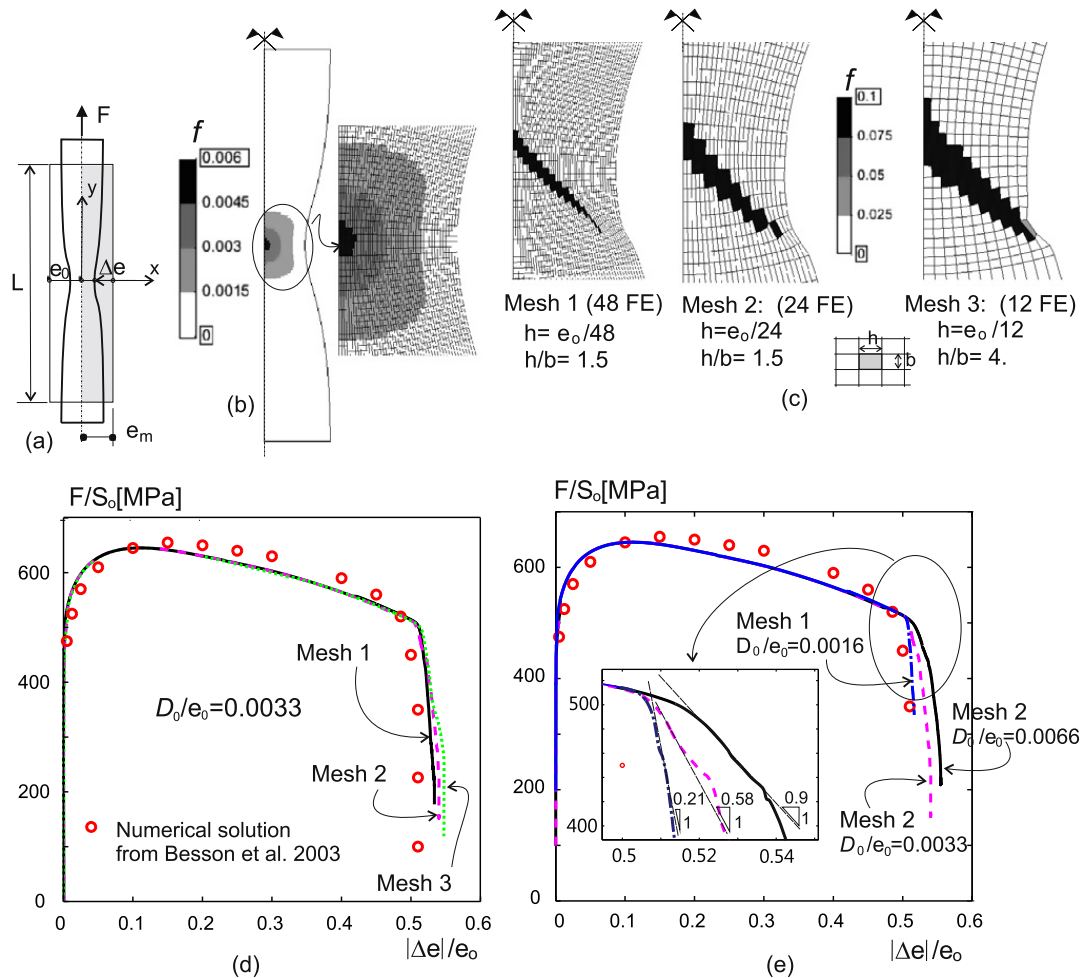 F
y
e₀
Δe
x
L
(a)
eₘ
f
0.006
0.0045
0.003
0.0015
0
(b)
f
0.1
0.075
0.05
0.025
0
Mesh 1 (48 FE)
h= e₀/48
h/b= 1.5
Mesh 2: (24 FE)
h=e₀/24
h/b= 1.5
Mesh 3: (12 FE)
h=e₀/12
h/b= 4.
h
b
(c)
F/Sₒ[MPa]
600
400
200
0
0
0.1
0.2
0.3
0.4
0.5
0.6
|Δe|/eₒ
Mesh 1
D₀/e₀=0.0033
Mesh 2
Numerical solution
from Besson et al. 2003
Mesh 3
(d)
F/Sₒ[MPa]
600
400
200
0
0
0.1
0.2
0.3
0.4
0.5
0.6
|Δe|/eₒ
Mesh 1
D₀/e₀=0.0016
500
400
0.5
0.52
0.54
0.21
1
0.58
1
0.9
1
Mesh 2
D₀/e₀=0.0066
Mesh 2
D₀/e₀=0.0033
(e)